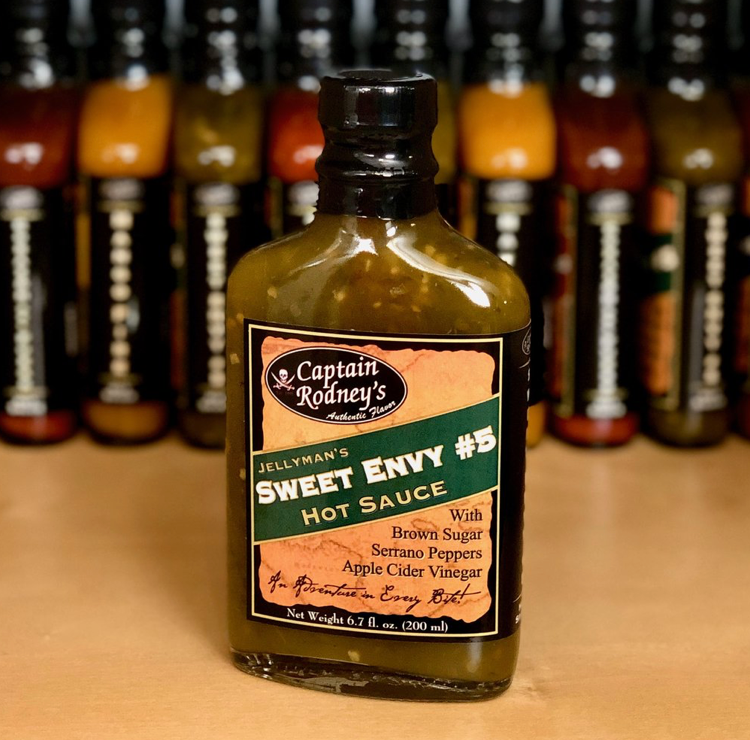 Captain
Rodney's
Authentic Flavor
JELLYMAN'S
SWEET ENVY #5
HOT SAUCE
With
Brown Sugar
Serrano Peppers
Apple Cider Vinegar
An Adventure in Every Bite!
Net Weight 6.7 fl. oz. (200 ml)